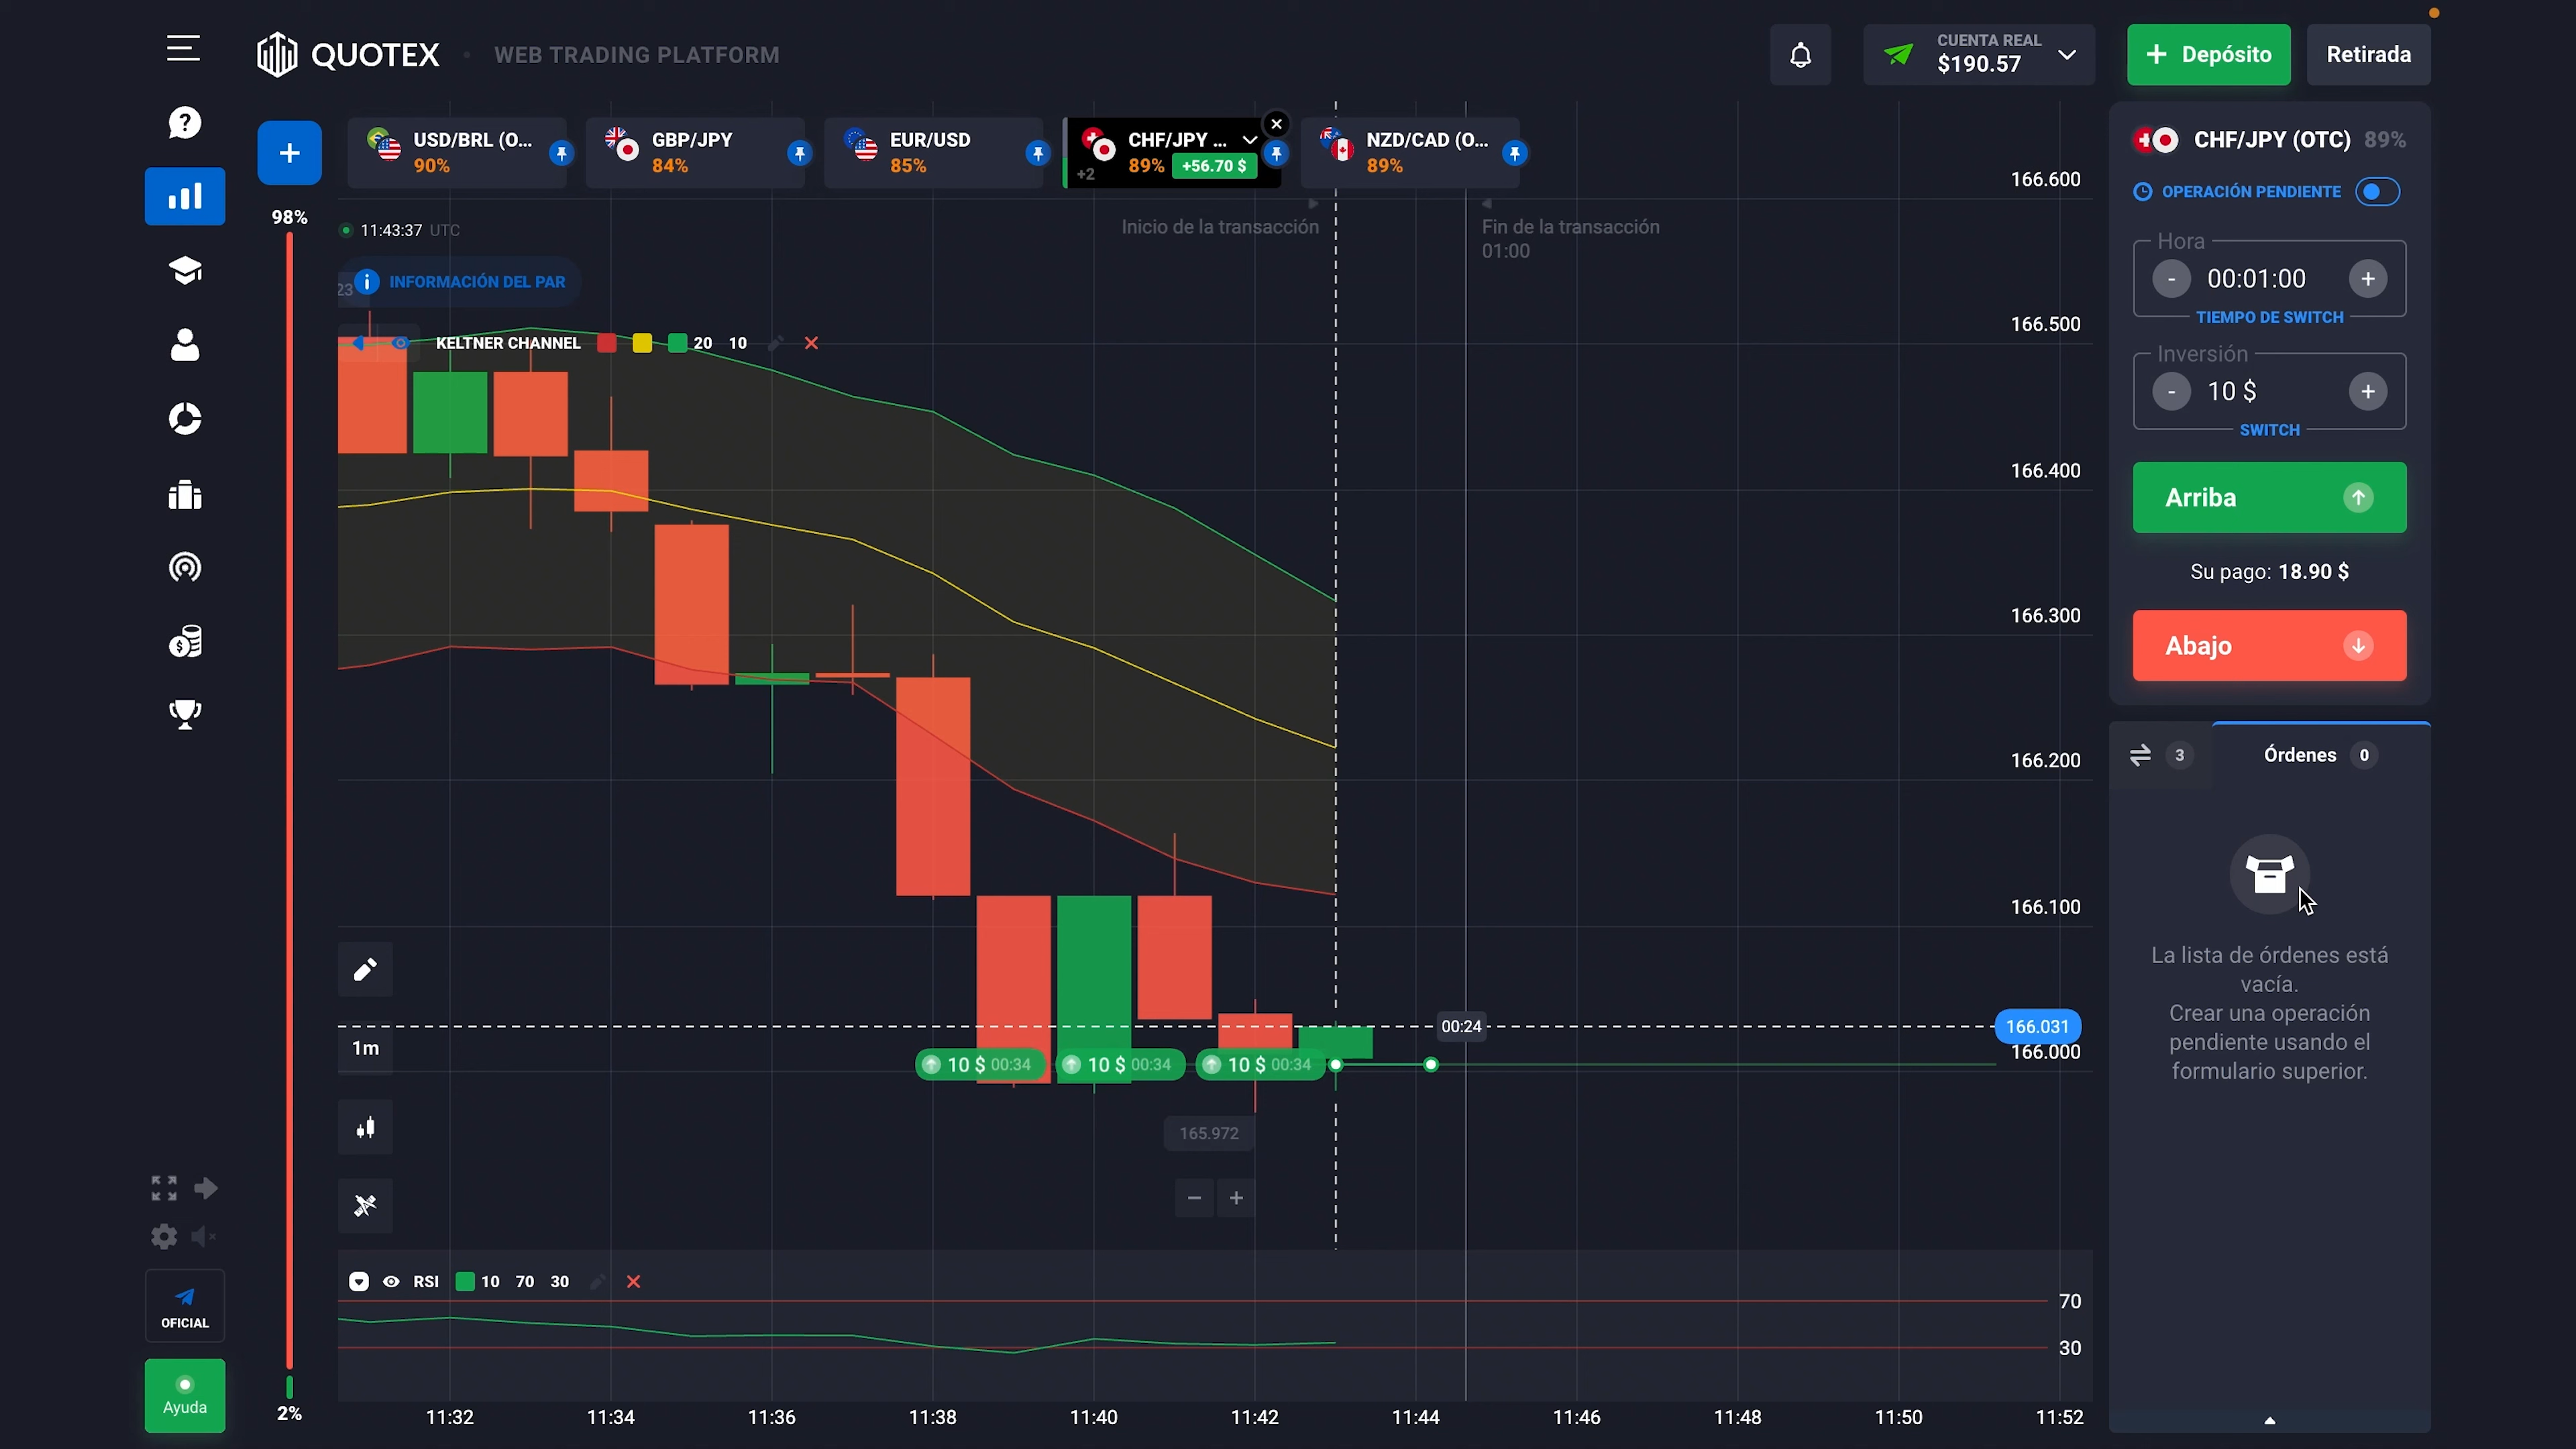 QUOTEX
WEB TRADING PLATFORM
CUENTA REAL
$190.57
+ Depósito
Retirada
USD/BRL (O...
90%
GBP/JPY
84%
EUR/USD
85%
CHF/JPY ...
89% +56.70 $
+2
NZD/CAD (O...
89%
98%
11:43:37 UTC
INFORMACIÓN DEL PAR
23
KELTNER CHANNEL 20 10
Inicio de la transacción
Fin de la transacción
01:00
166.600
166.500
166.400
166.300
166.200
166.100
166.031
166.000
00:24
10 $ 00:34
10 $ 00:34
10 $ 00:34
165.972
1m
RSI 10 70 30
70
30
11:32 11:34 11:36 11:38 11:40 11:42 11:44 11:46 11:48 11:50 11:52
OFICIAL
Ayuda
2%
CHF/JPY (OTC) 89%
OPERACIÓN PENDIENTE
Hora
- 00:01:00 +
TIEMPO DE SWITCH
Inversión
- 10 $ +
SWITCH
Arriba
Su pago: 18.90 $
Abajo
3
Órdenes 0
La lista de órdenes está
vacía.
Crear una operación
pendiente usando el
formulario superior.